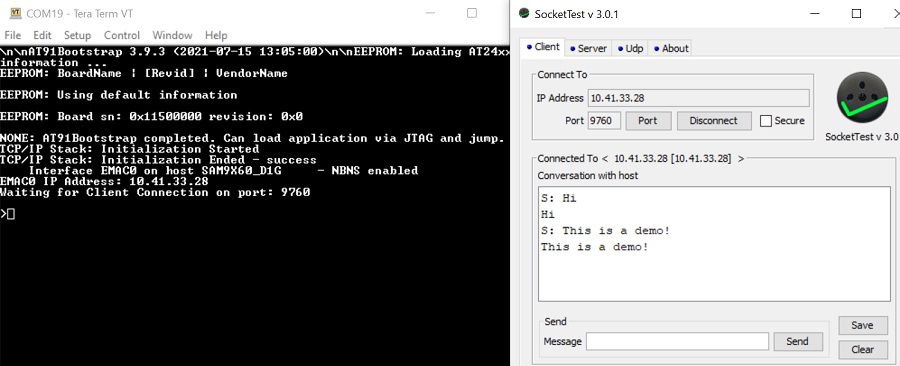 COM19 - Tera Term VT
File Edit Setup Control Window Help
\n\nAT91Bootstrap 3.9.3 (2021-07-15 13:05:00)\n\nEEPROM: Loading AT24xx
information ...
EEPROM: BoardName | [Revid] | VendorName
EEPROM: Using default information
EEPROM: Board sn: 0x11500000 revision: 0x0
NONE: AT91Bootstrap completed. Can load application via JTAG and jump.
TCP/IP Stack: Initialization Started
TCP/IP Stack: Initialization Ended - success
Interface EMAC0 on host SAM9X60_D1G - NBNS enabled
EMAC0 IP Address: 10.41.33.28
Waiting for Client Connection on port: 9760
>
SocketTest v 3.0.1
Client Server Udp About
Connect To
IP Address 10.41.33.28
Port 9760 Port Disconnect Secure
SocketTest v 3.0
Connected To < 10.41.33.28 [10.41.33.28] >
Conversation with host
S: Hi
Hi
S: This is a demo!
This is a demo!
Send
Message Send
Save
Clear